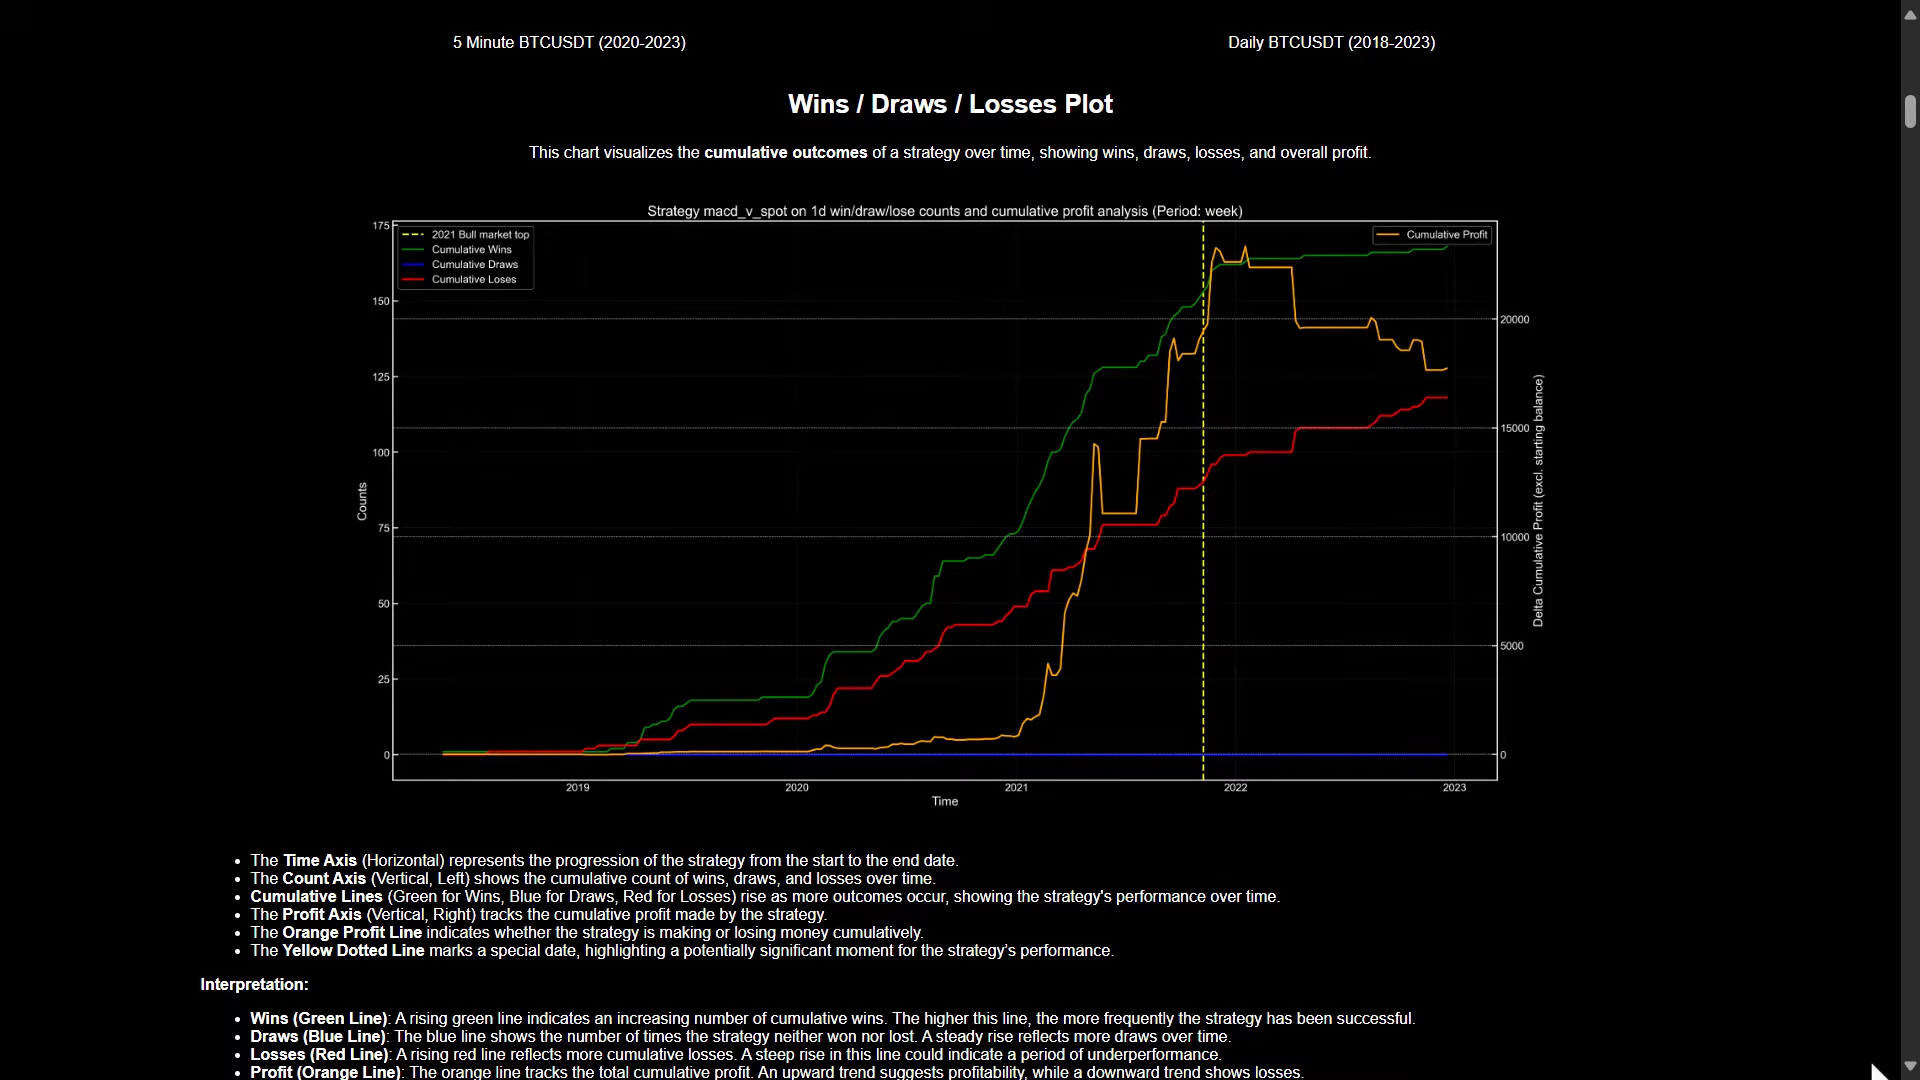 5 Minute BTCUSDT (2020-2023)
Daily BTCUSDT (2018-2023)
Wins / Draws / Losses Plot
This chart visualizes the cumulative outcomes of a strategy over time, showing wins, draws, losses, and overall profit.
Strategy macd_v_spot on 1d win/draw/lose counts and cumulative profit analysis (Period: week)
2021 Bull market top
Cumulative Wins
Cumulative Draws
Cumulative Loses
Cumulative Profit
175
150
125
100
75
50
25
0
Counts
20000
15000
10000
5000
0
Delta Cumulative Profit (excl. starting balance)
2019
2020
2021
2022
2023
Time
• The Time Axis (Horizontal) represents the progression of the strategy from the start to the end date.
• The Count Axis (Vertical, Left) shows the cumulative count of wins, draws, and losses over time.
• Cumulative Lines (Green for Wins, Blue for Draws, Red for Losses) rise as more outcomes occur, showing the strategy's performance over time.
• The Profit Axis (Vertical, Right) tracks the cumulative profit made by the strategy.
• The Orange Profit Line indicates whether the strategy is making or losing money cumulatively.
• The Yellow Dotted Line marks a special date, highlighting a potentially significant moment for the strategy's performance.
Interpretation:
• Wins (Green Line): A rising green line indicates an increasing number of cumulative wins. The higher this line, the more frequently the strategy has been successful.
• Draws (Blue Line): The blue line shows the number of times the strategy neither won nor lost. A steady rise reflects more draws over time.
• Losses (Red Line): A rising red line reflects more cumulative losses. A steep rise in this line could indicate a period of underperformance.
• Profit (Orange Line): The orange line tracks the total cumulative profit. An upward trend suggests profitability, while a downward trend shows losses.